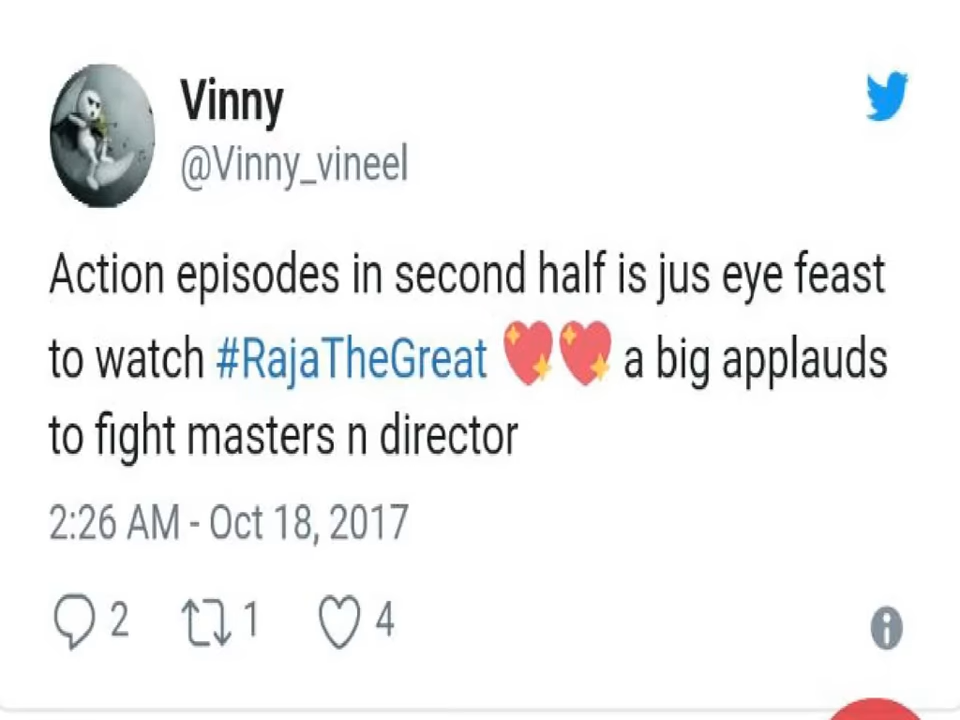 Vinny
@Vinny_vineel
Action episodes in second half is jus eye feast
to watch #RajaTheGreat 💖💖 a big applauds
to fight masters n director
2:26 AM - Oct 18, 2017
2 1 4